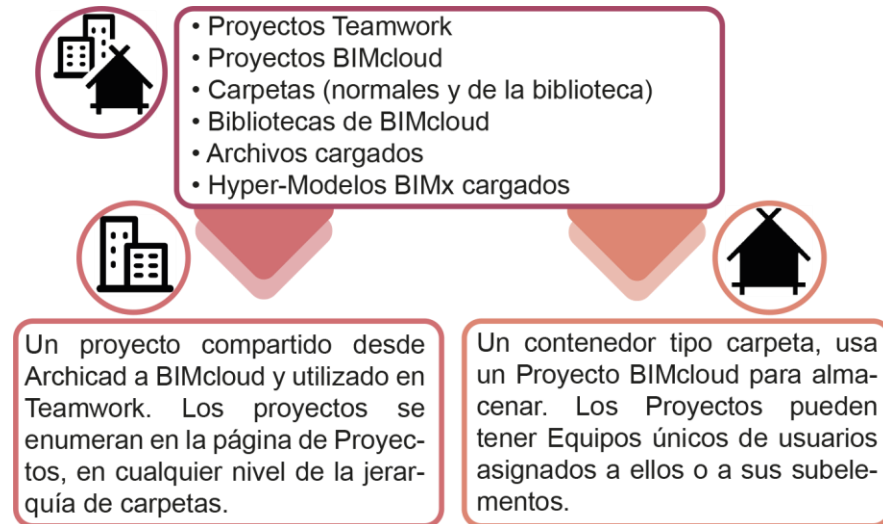 • Proyectos Teamwork
• Proyectos BIMcloud
• Carpetas (normales y de la biblioteca)
• Bibliotecas de BIMcloud
• Archivos cargados
• Hyper-Modelos BIMx cargados
Un proyecto compartido desde
Archicad a BIMcloud y utilizado en
Teamwork. Los proyectos se
enumeran en la página de Proyec-
tos, en cualquier nivel de la jerar-
quía de carpetas.
Un contenedor tipo carpeta, usa
un Proyecto BIMcloud para alma-
cenar. Los Proyectos pueden
tener Equipos únicos de usuarios
asignados a ellos o a sus subele-
mentos.